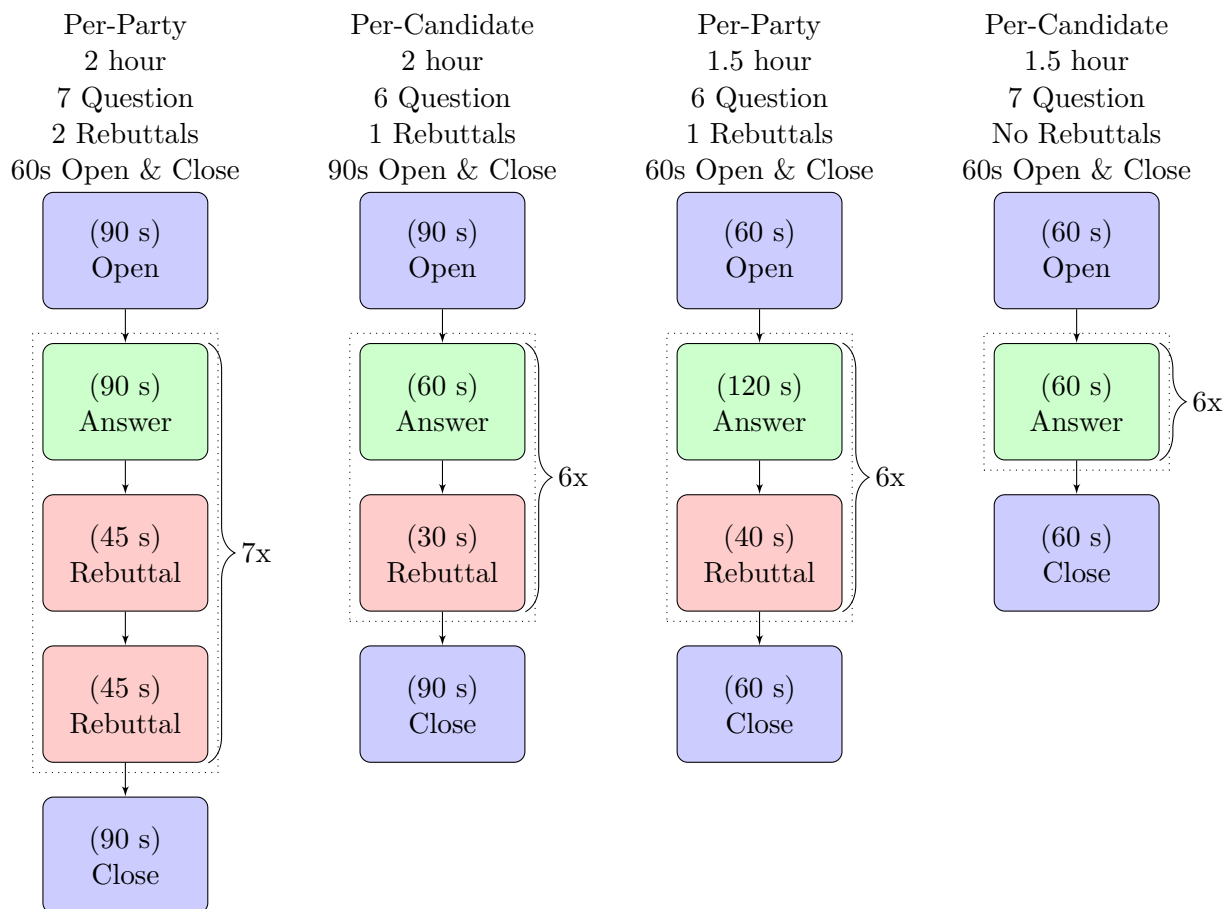 Per-Party
2 hour
7 Question
2 Rebuttals
60s Open & Close
(90 s)
Open
(90 s)
Answer
(45 s)
Rebuttal
(45 s)
Rebuttal
7x
(90 s)
Close
Per-Candidate
2 hour
6 Question
1 Rebuttals
90s Open & Close
(90 s)
Open
(60 s)
Answer
(30 s)
Rebuttal
6x
(90 s)
Close
Per-Party
1.5 hour
6 Question
1 Rebuttals
60s Open & Close
(60 s)
Open
(120 s)
Answer
(40 s)
Rebuttal
6x
(60 s)
Close
Per-Candidate
1.5 hour
7 Question
No Rebuttals
60s Open & Close
(60 s)
Open
(60 s)
Answer
6x
(60 s)
Close